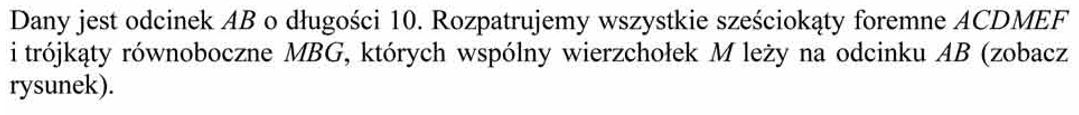 Dany jest odcinek AB o długości 10. Rozpatrujemy wszystkie sześciokąty foremne ACDMEF
i trójkąty równoboczne MBG, których wspólny wierzchołek M leży na odcinku AB (zobacz
rysunek).